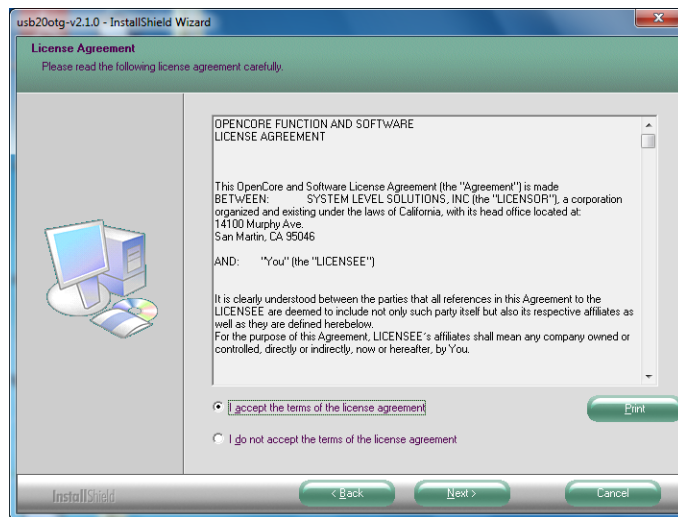 usb20otg-v2.1.0 - InstallShield Wizard
License Agreement
Please read the following license agreement carefully.
OPENCORE FUNCTION AND SOFTWARE
LICENSE AGREEMENT
This OpenCore and Software License Agreement (the "Agreement") is made
BETWEEN: SYSTEM LEVEL SOLUTIONS, INC (the "LICENSOR"), a corporation
organized and existing under the laws of California, with its head office located at:
14100 Murphy Ave.
San Martin, CA 95046
AND: "You" (the "LICENSEE")
It is clearly understood between the parties that all references in this Agreement to the
LICENSEE are deemed to include not only such party itself but also its respective affiliates as
well as they are defined herebelow.
For the purpose of this Agreement, LICENSEE's affiliates shall mean any company owned or
controlled, directly or indirectly, now or hereafter, by You.
I accept the terms of the license agreement
Print
I do not accept the terms of the license agreement
InstallShield
< Back
Next >
Cancel